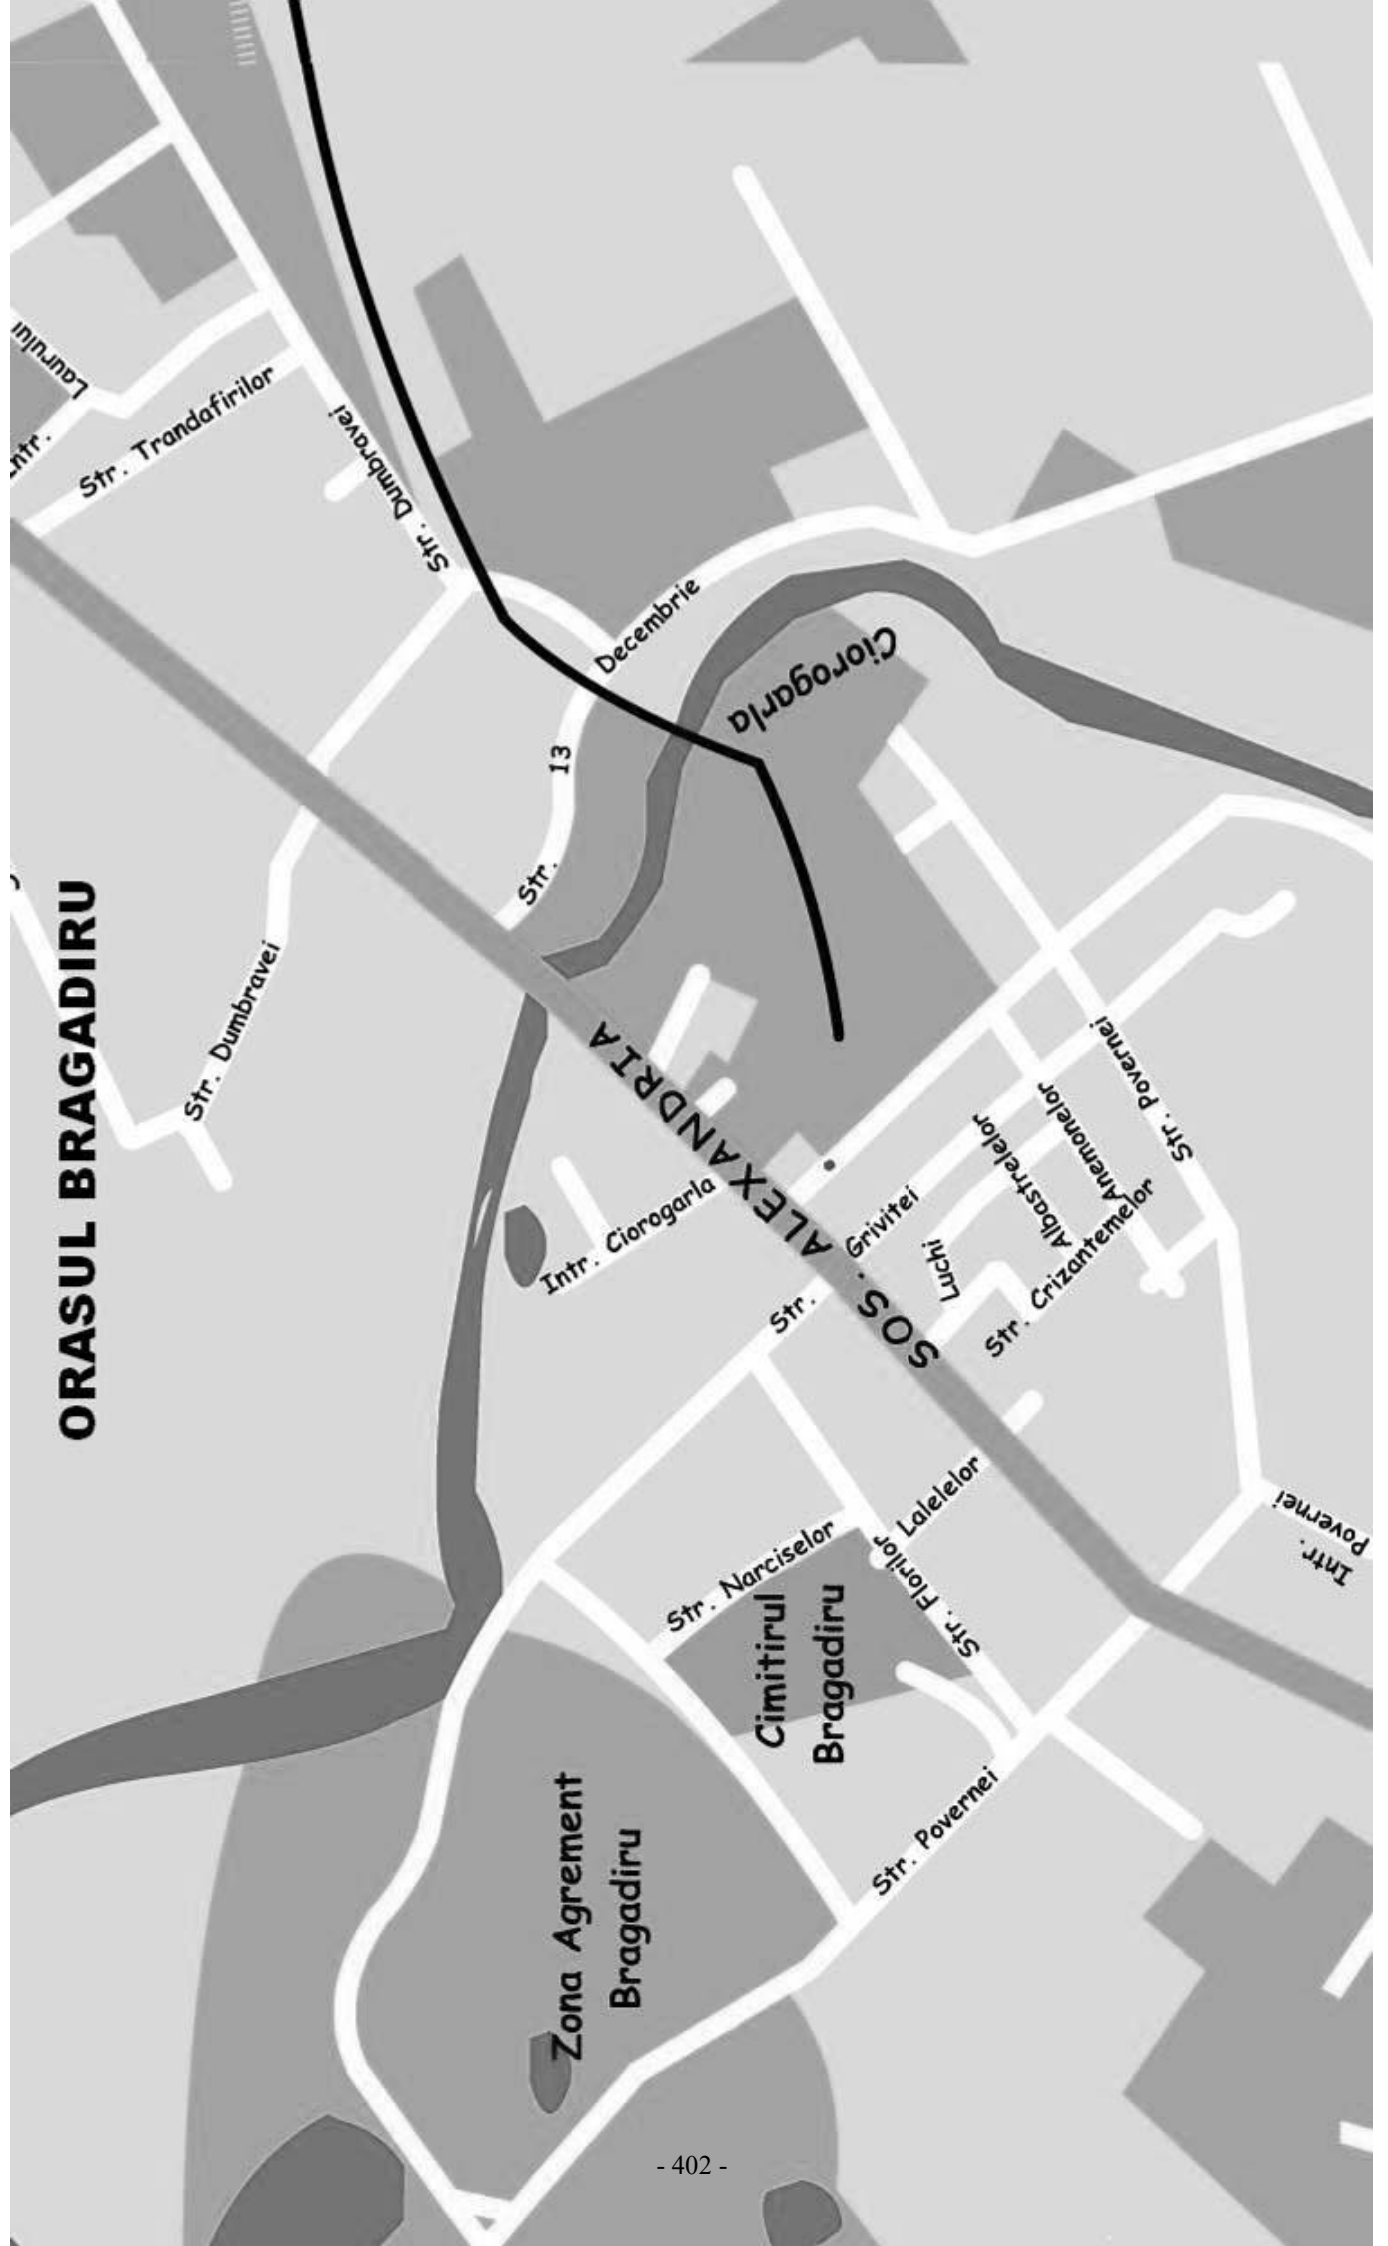 ORASUL BRAGADIRU
Laurului
Str. Trandafirilor
Str. Dumbravei
Str. 13 Decembrie
Ciorogarla
Str. Dumbravei
SOS. ALEXANDRIA
Intr. Ciorogarla
Str. Grivitei
Luchi
Albastrelelor
Anemonelor
Str. Crizantemelor
Str. Povernei
Intr.
Povernei
Lalelelor
Str. Narciselor
Str. Florilor
Cimitirul
Bragadiru
Str. Povernei
Zona Agrement
Bragadiru
- 402 -